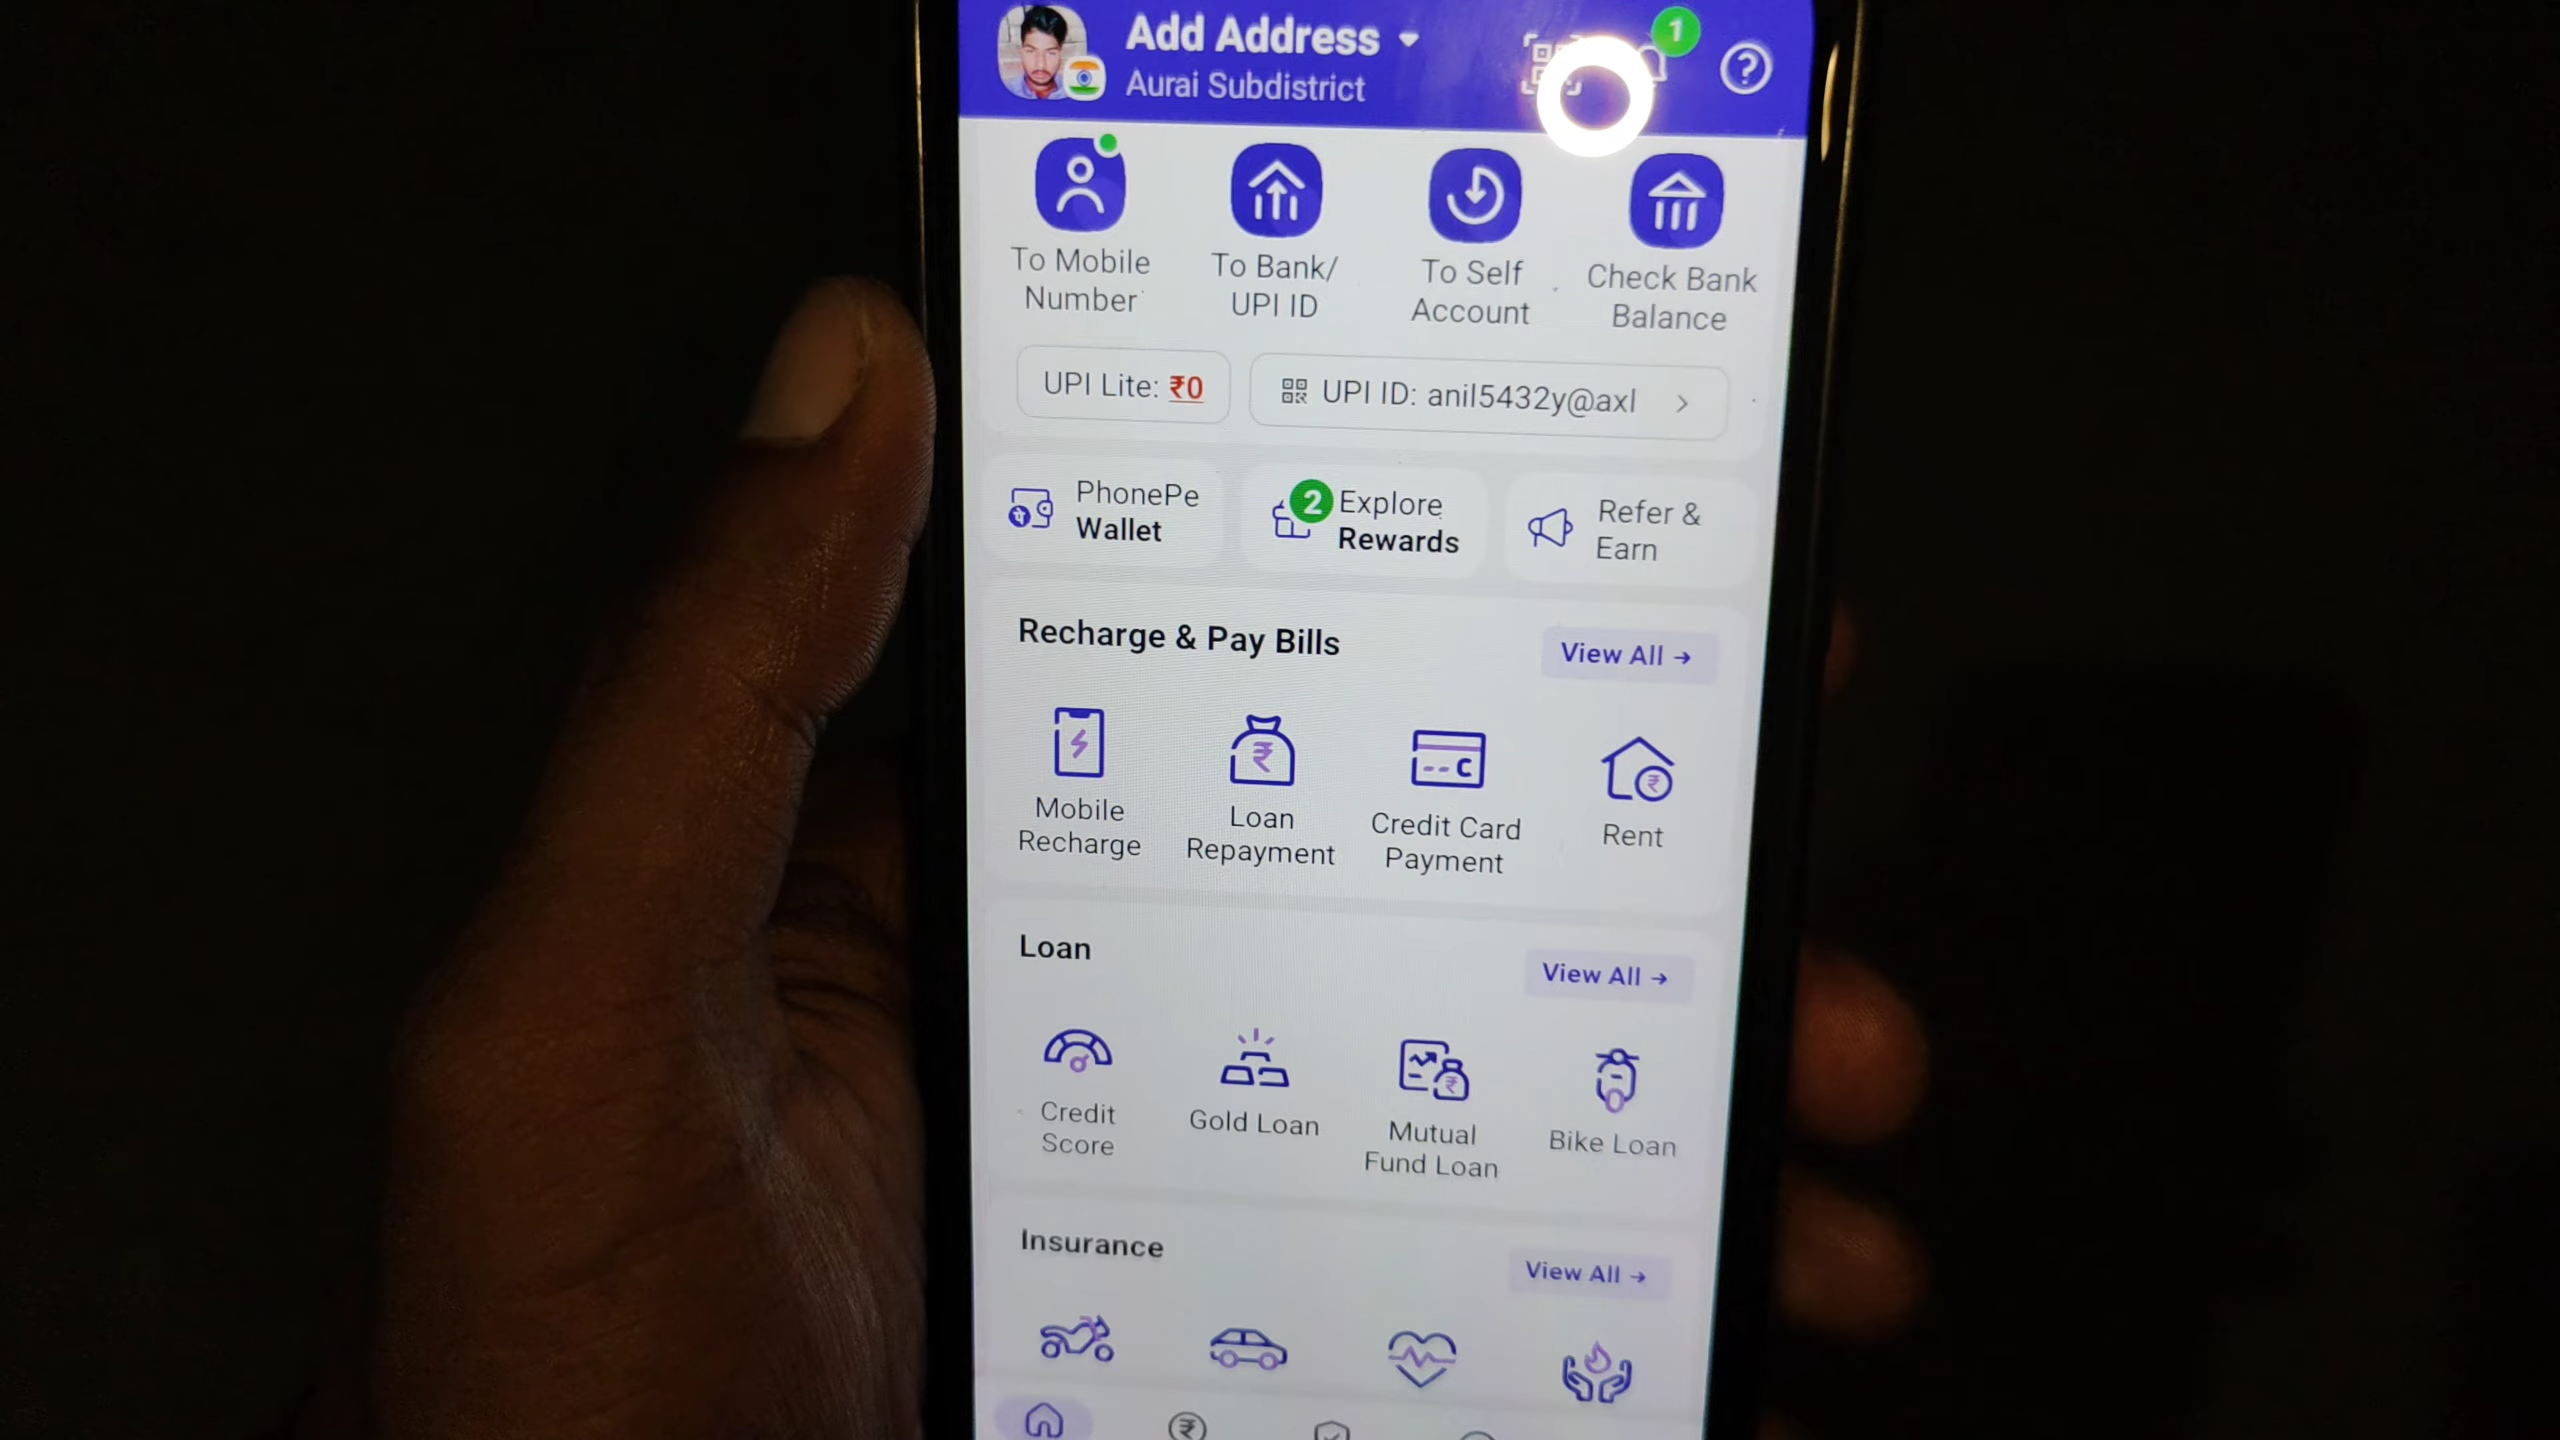 Add Address
Aurai Subdistrict
1
To Mobile
Number
To Bank/
UPI ID
To Self
Account
Check Bank
Balance
UPI Lite: ₹0
UPI ID: anil5432y@axl
PhonePe
Wallet
2
Explore
Rewards
Refer &
Earn
Recharge & Pay Bills
View All →
Mobile
Recharge
Loan
Repayment
Credit Card
Payment
Rent
Loan
View All →
Credit
Score
Gold Loan
Mutual
Fund Loan
Bike Loan
Insurance
View All →